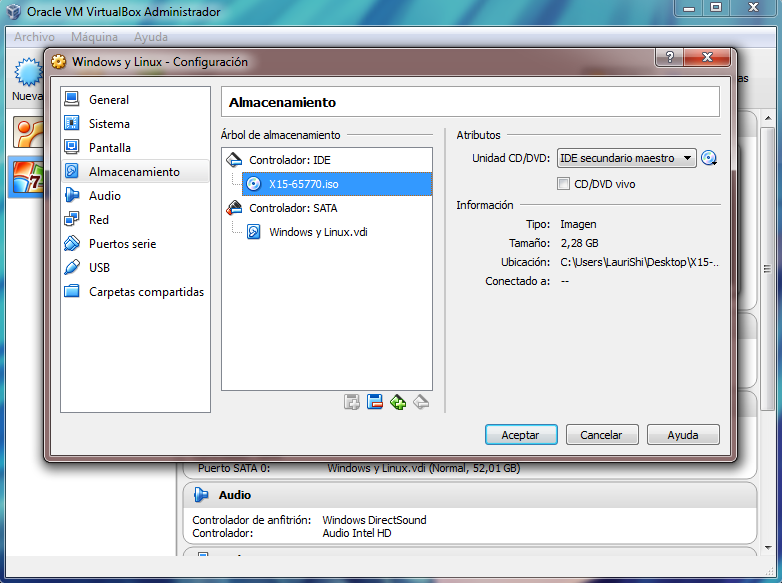 Oracle VM VirtualBox Administrador
Archivo Máquina Ayuda
Nueva
Windows y Linux - Configuración
?
General
Sistema
Pantalla
Almacenamiento
Audio
Red
Puertos serie
USB
Carpetas compartidas
Almacenamiento
Árbol de almacenamiento
Controlador: IDE
X15-65770.iso
Controlador: SATA
Windows y Linux.vdi
Atributos
Unidad CD/DVD: IDE secundario maestro
CD/DVD vivo
Información
Tipo: Imagen
Tamaño: 2,28 GB
Ubicación: C:\Users\LauriShi\Desktop\X15-..
Conectado a: --
Aceptar Cancelar Ayuda
7
as
Puerto SATA 0: Windows y Linux.vdi (Normal, 52,01 GB)
Audio
Controlador de anfitrión: Windows DirectSound
Controlador: Audio Intel HD